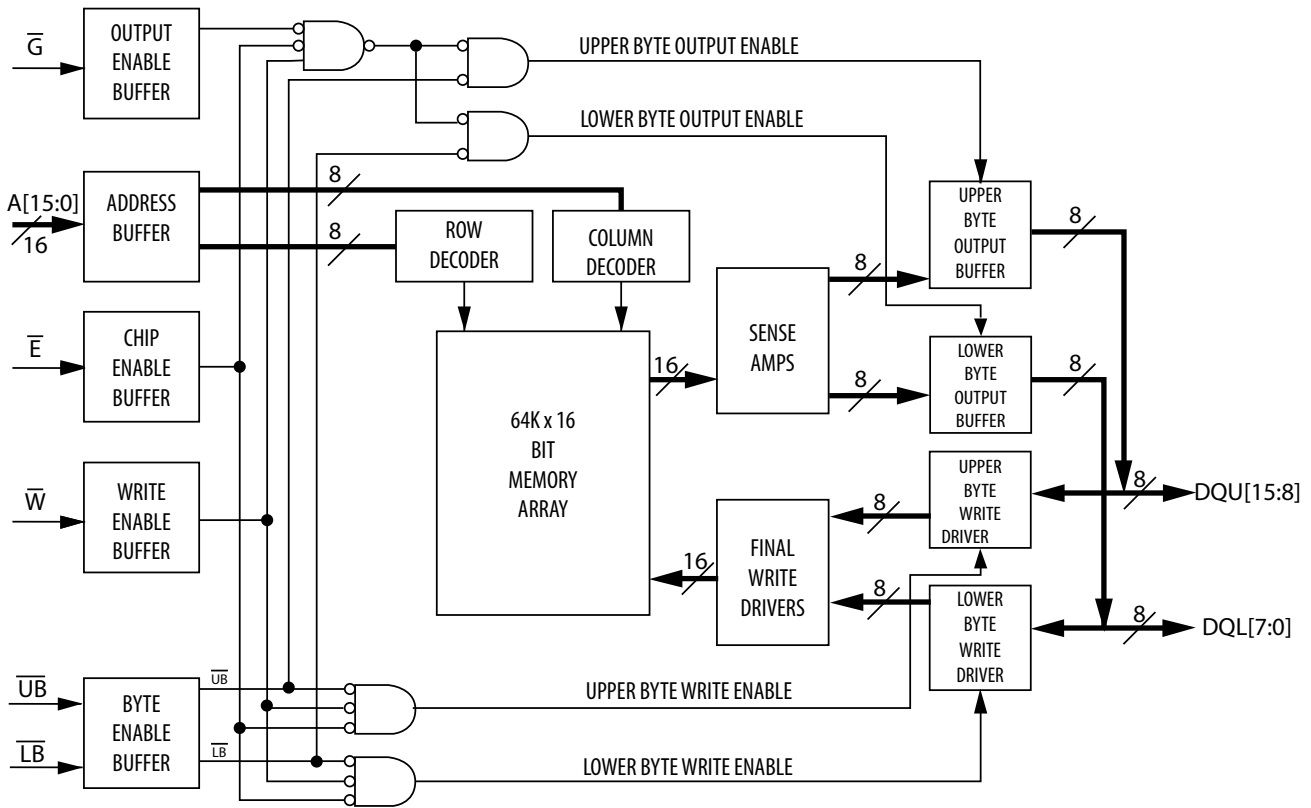 G̅
OUTPUT
ENABLE
BUFFER
UPPER BYTE OUTPUT ENABLE
LOWER BYTE OUTPUT ENABLE
A[15:0]
16
ADDRESS
BUFFER
8
8
ROW
DECODER
COLUMN
DECODER
UPPER
BYTE
OUTPUT
BUFFER
8
E̅
CHIP
ENABLE
BUFFER
64K x 16
BIT
MEMORY
ARRAY
16
SENSE
AMPS
8
8
LOWER
BYTE
OUTPUT
BUFFER
8
W̅
WRITE
ENABLE
BUFFER
16
FINAL
WRITE
DRIVERS
8
8
UPPER
BYTE
WRITE
DRIVER
8
DQU[15:8]
LOWER
BYTE
WRITE
DRIVER
8
DQL[7:0]
U̅B̅
L̅B̅
BYTE
ENABLE
BUFFER
U̅B̅
L̅B̅
UPPER BYTE WRITE ENABLE
LOWER BYTE WRITE ENABLE